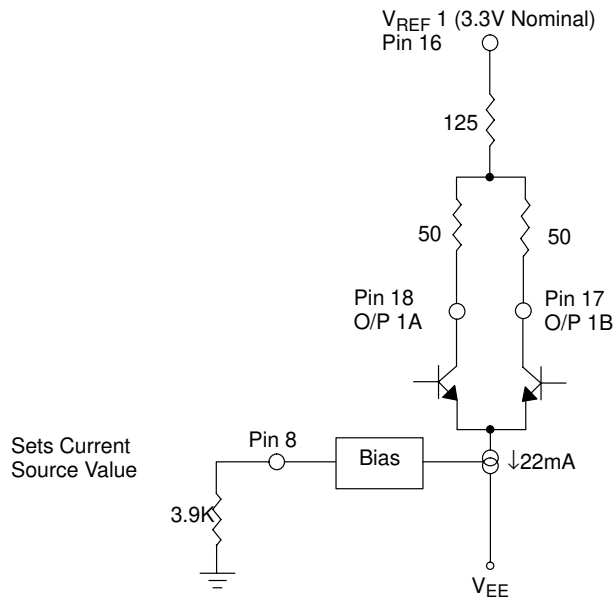 VREF 1 (3.3V Nominal)
Pin 16
125
50
50
Pin 18
O/P 1A
Pin 17
O/P 1B
Sets Current
Source Value
Pin 8
Bias
↓22mA
3.9K
VEE